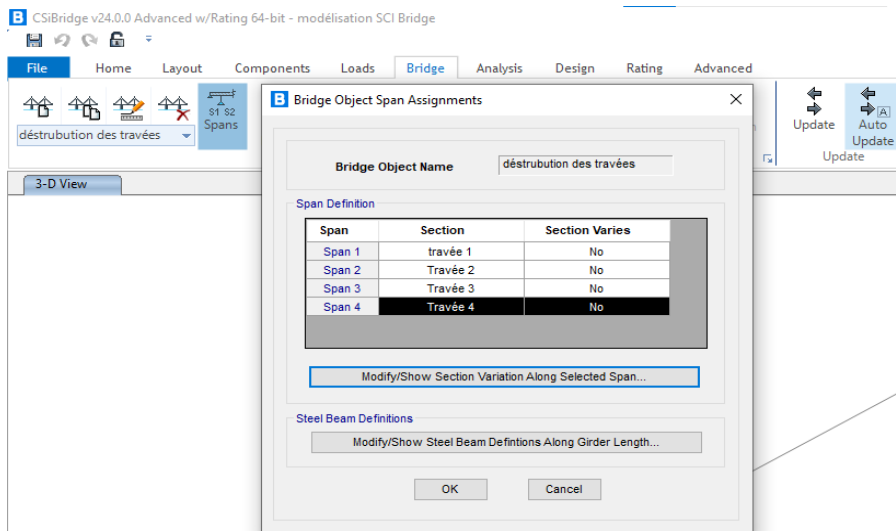 CSiBridge v24.0.0 Advanced w/Rating 64-bit - modélisation SCI Bridge
File Home Layout Components Loads Bridge Analysis Design Rating Advanced
S1 S2
Spans
déstrubution des travées
Update
Auto Update
Update
3-D View
Bridge Object Span Assignments
Bridge Object Name déstrubution des travées
Span Definition
Span Section Section Varies
Span 1 travée 1 No
Span 2 Travée 2 No
Span 3 Travée 3 No
Span 4 Travée 4 No
Modify/Show Section Variation Along Selected Span...
Steel Beam Definitions
Modify/Show Steel Beam Defintions Along Girder Length...
OK Cancel